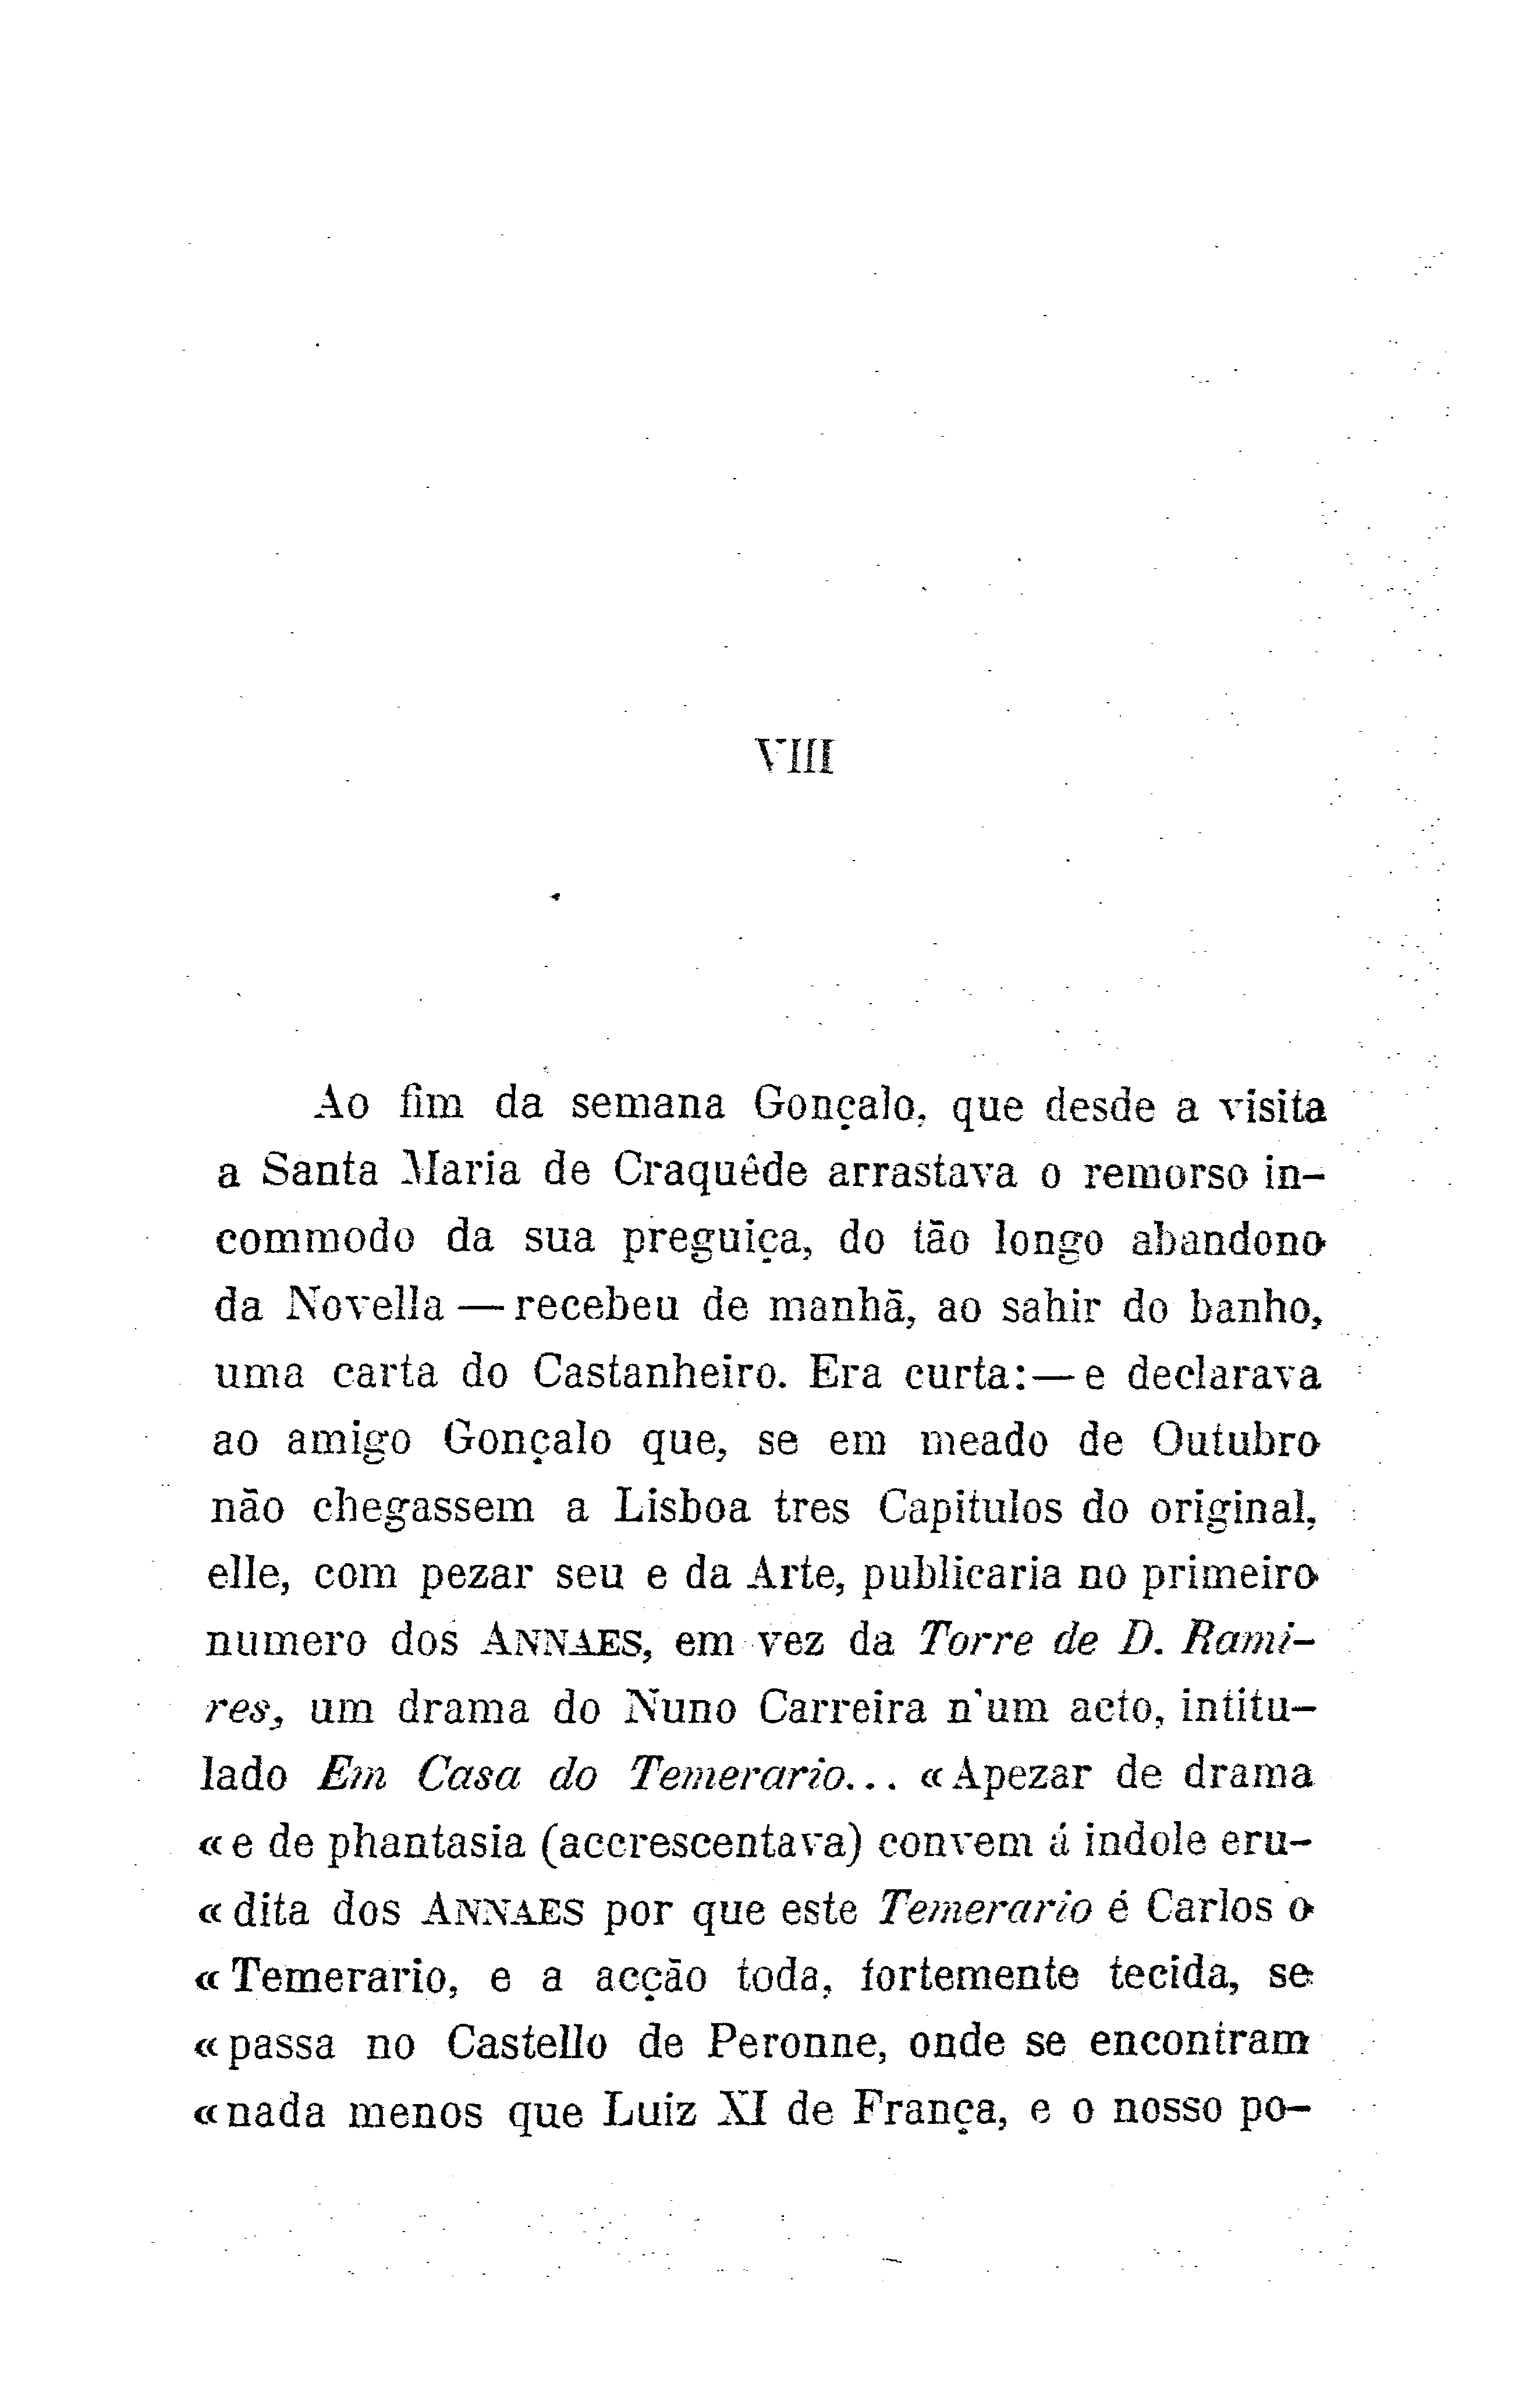 VIII
Ao fim da semana Gonçalo, que desde a visita
a Santa Maria de Craquêde arrastava o remorso in-
commodo da sua preguiça, do tão longo abandono
da Novella — recebeu de manhã, ao sahir do banho,
uma carta do Castanheiro. Era curta: — e declarava
ao amigo Gonçalo que, se em meado de Outubro
não chegassem a Lisboa tres Capitulos do original,
elle, com pezar seu e da Arte, publicaria no primeiro
numero dos ANNAES, em vez da Torre de D. Rami-
res, um drama do Nuno Carreira n'um acto, intitu-
lado Em Casa do Temerario... «Apezar de drama
«e de phantasia (accrescentava) convem á indole eru-
«dita dos ANNAES por que este Temerario é Carlos o
«Temerario, e a acção toda, fortemente tecida, se
«passa no Castello de Peronne, onde se encontram
«nada menos que Luiz XI de França, e o nosso po-